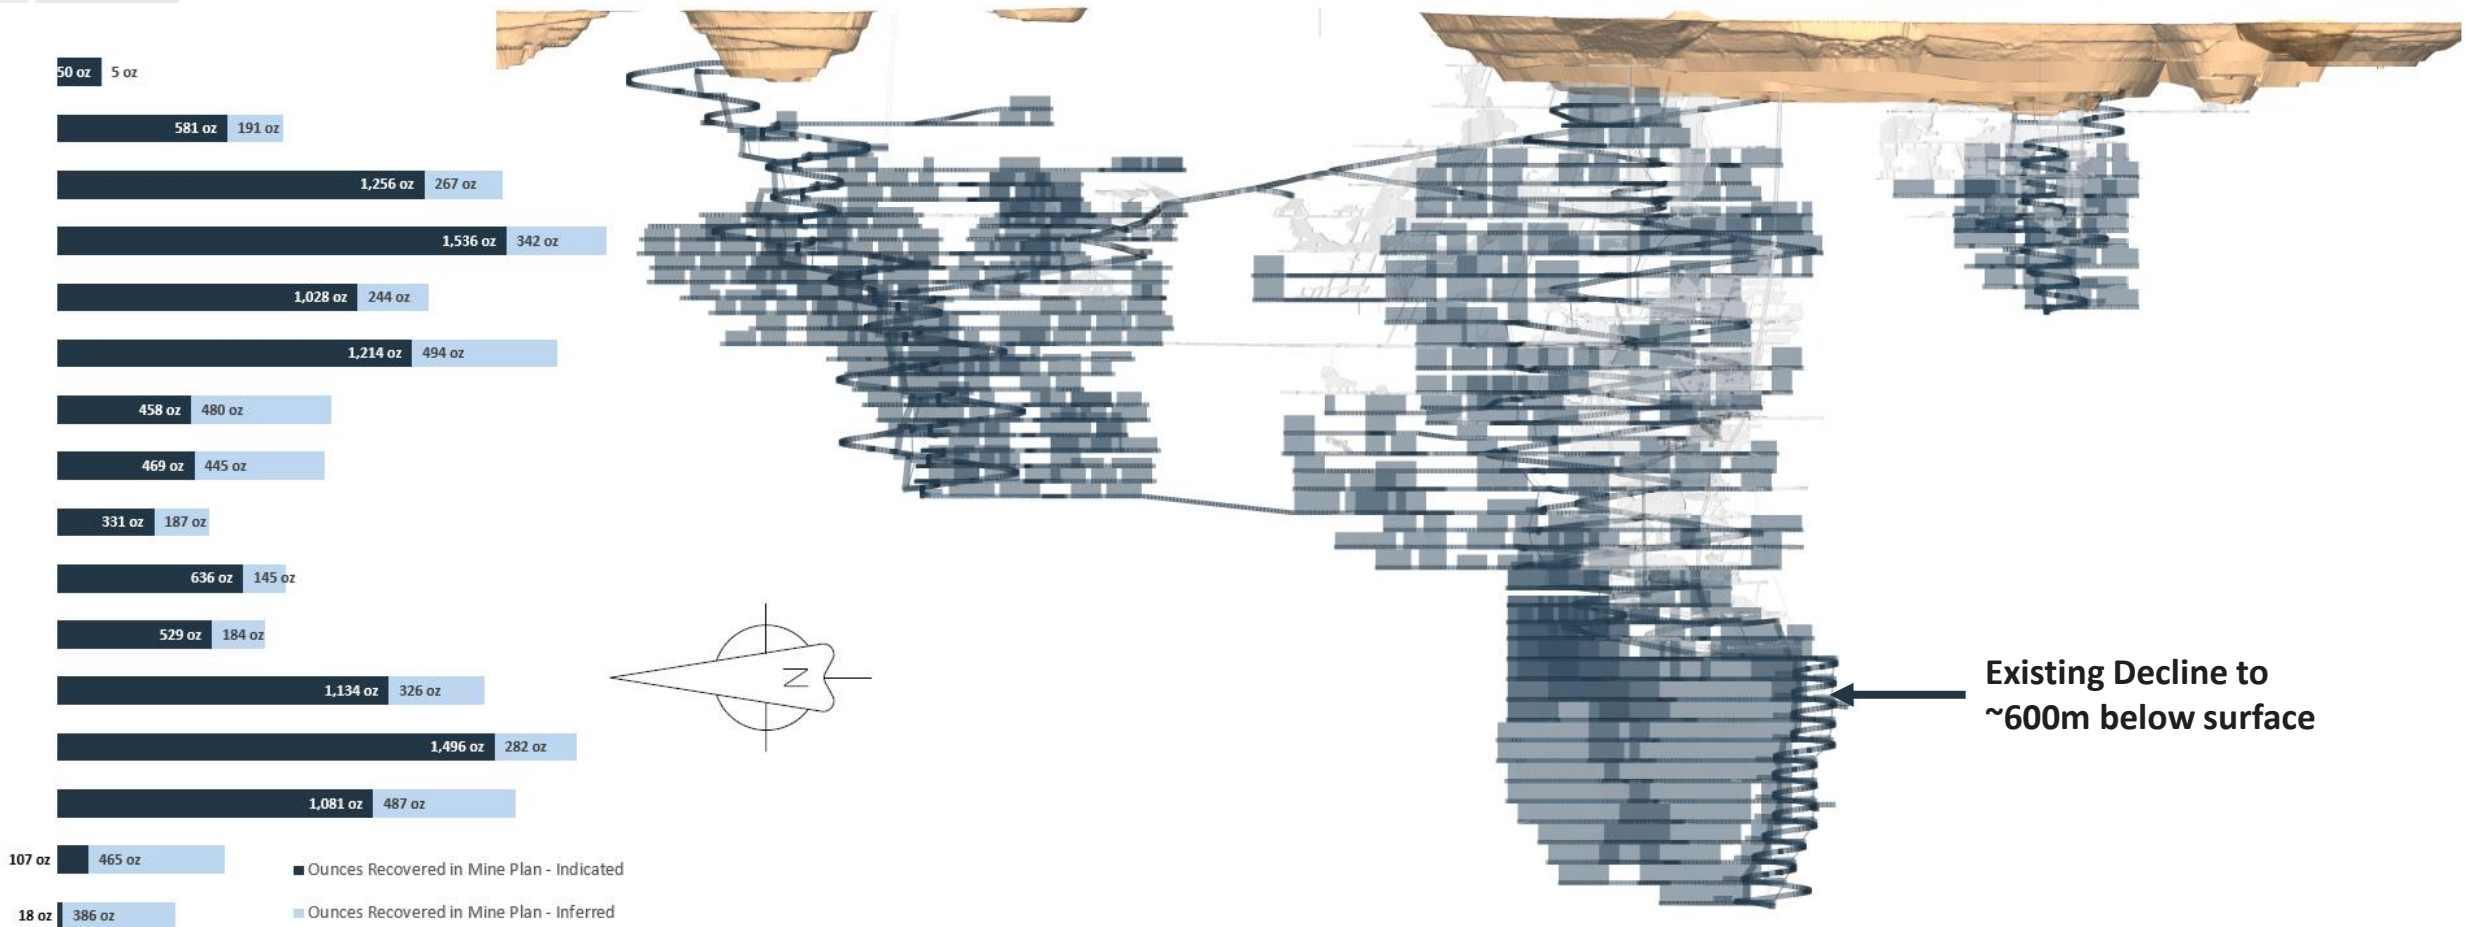 50 oz 5 oz
581 oz 191 oz
1,256 oz 267 oz
1,536 oz 342 oz
1,028 oz 244 oz
1,214 oz 494 oz
458 oz 480 oz
469 oz 445 oz
331 oz 187 oz
636 oz 145 oz
529 oz 184 oz
1,134 oz 326 oz
1,496 oz 282 oz
1,081 oz 487 oz
107 oz 465 oz
18 oz 386 oz
Ounces Recovered in Mine Plan - Indicated
Ounces Recovered in Mine Plan - Inferred
N
Existing Decline to
~600m below surface